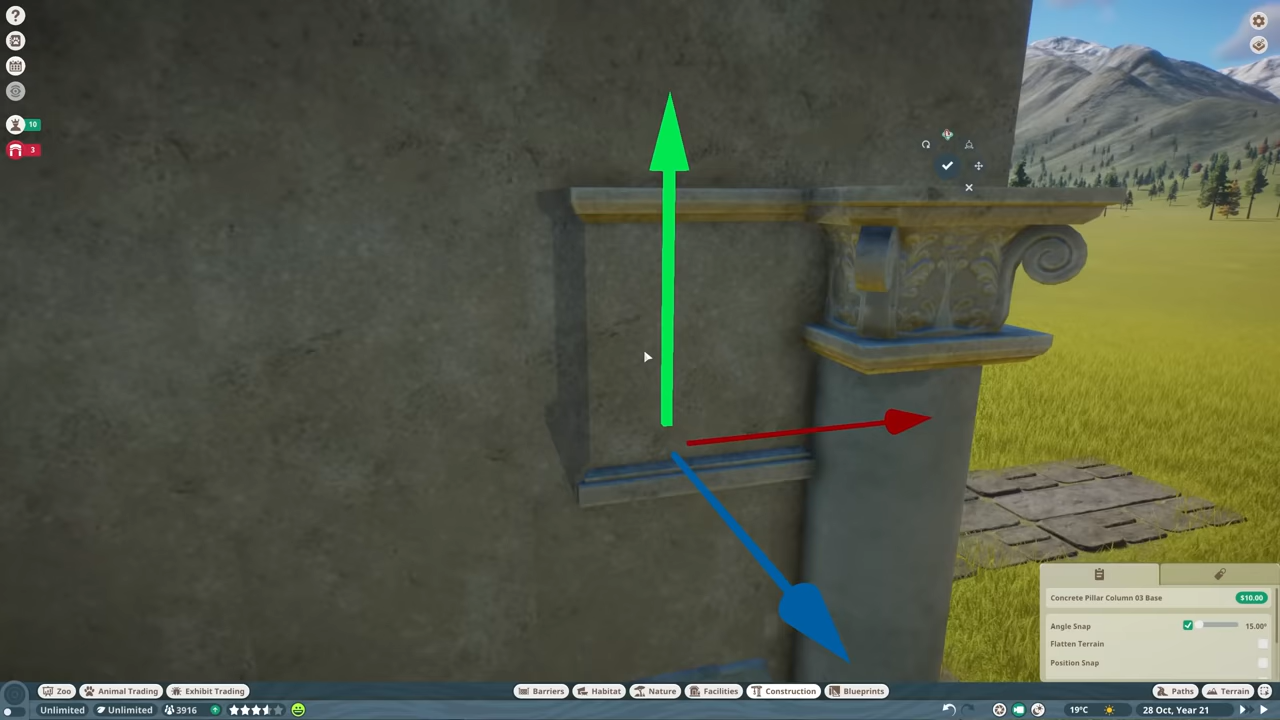 ?
10
3
Concrete Pillar Column 03 Base $10.00
Angle Snap 15.00°
Flatten Terrain
Position Snap
Zoo Animal Trading Exhibit Trading Barriers Habitat Nature Facilities Construction Blueprints Paths Terrain
Unlimited Unlimited 3916 19°C 28 Oct, Year 21